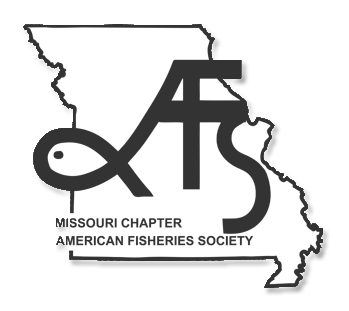 AFS
MISSOURI CHAPTER
AMERICAN FISHERIES SOCIETY